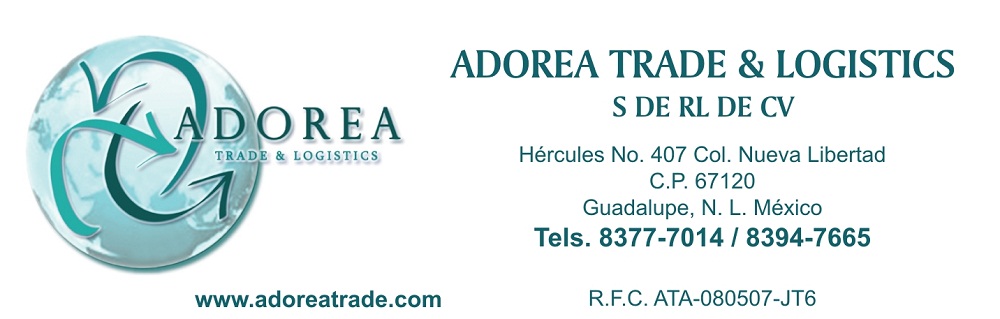 ADOREA
TRADE & LOGISTICS
www.adoreatrade.com
ADOREA TRADE & LOGISTICS
S DE RL DE CV
Hércules No. 407 Col. Nueva Libertad
C.P. 67120
Guadalupe, N. L. México
Tels. 8377-7014 / 8394-7665
R.F.C. ATA-080507-JT6